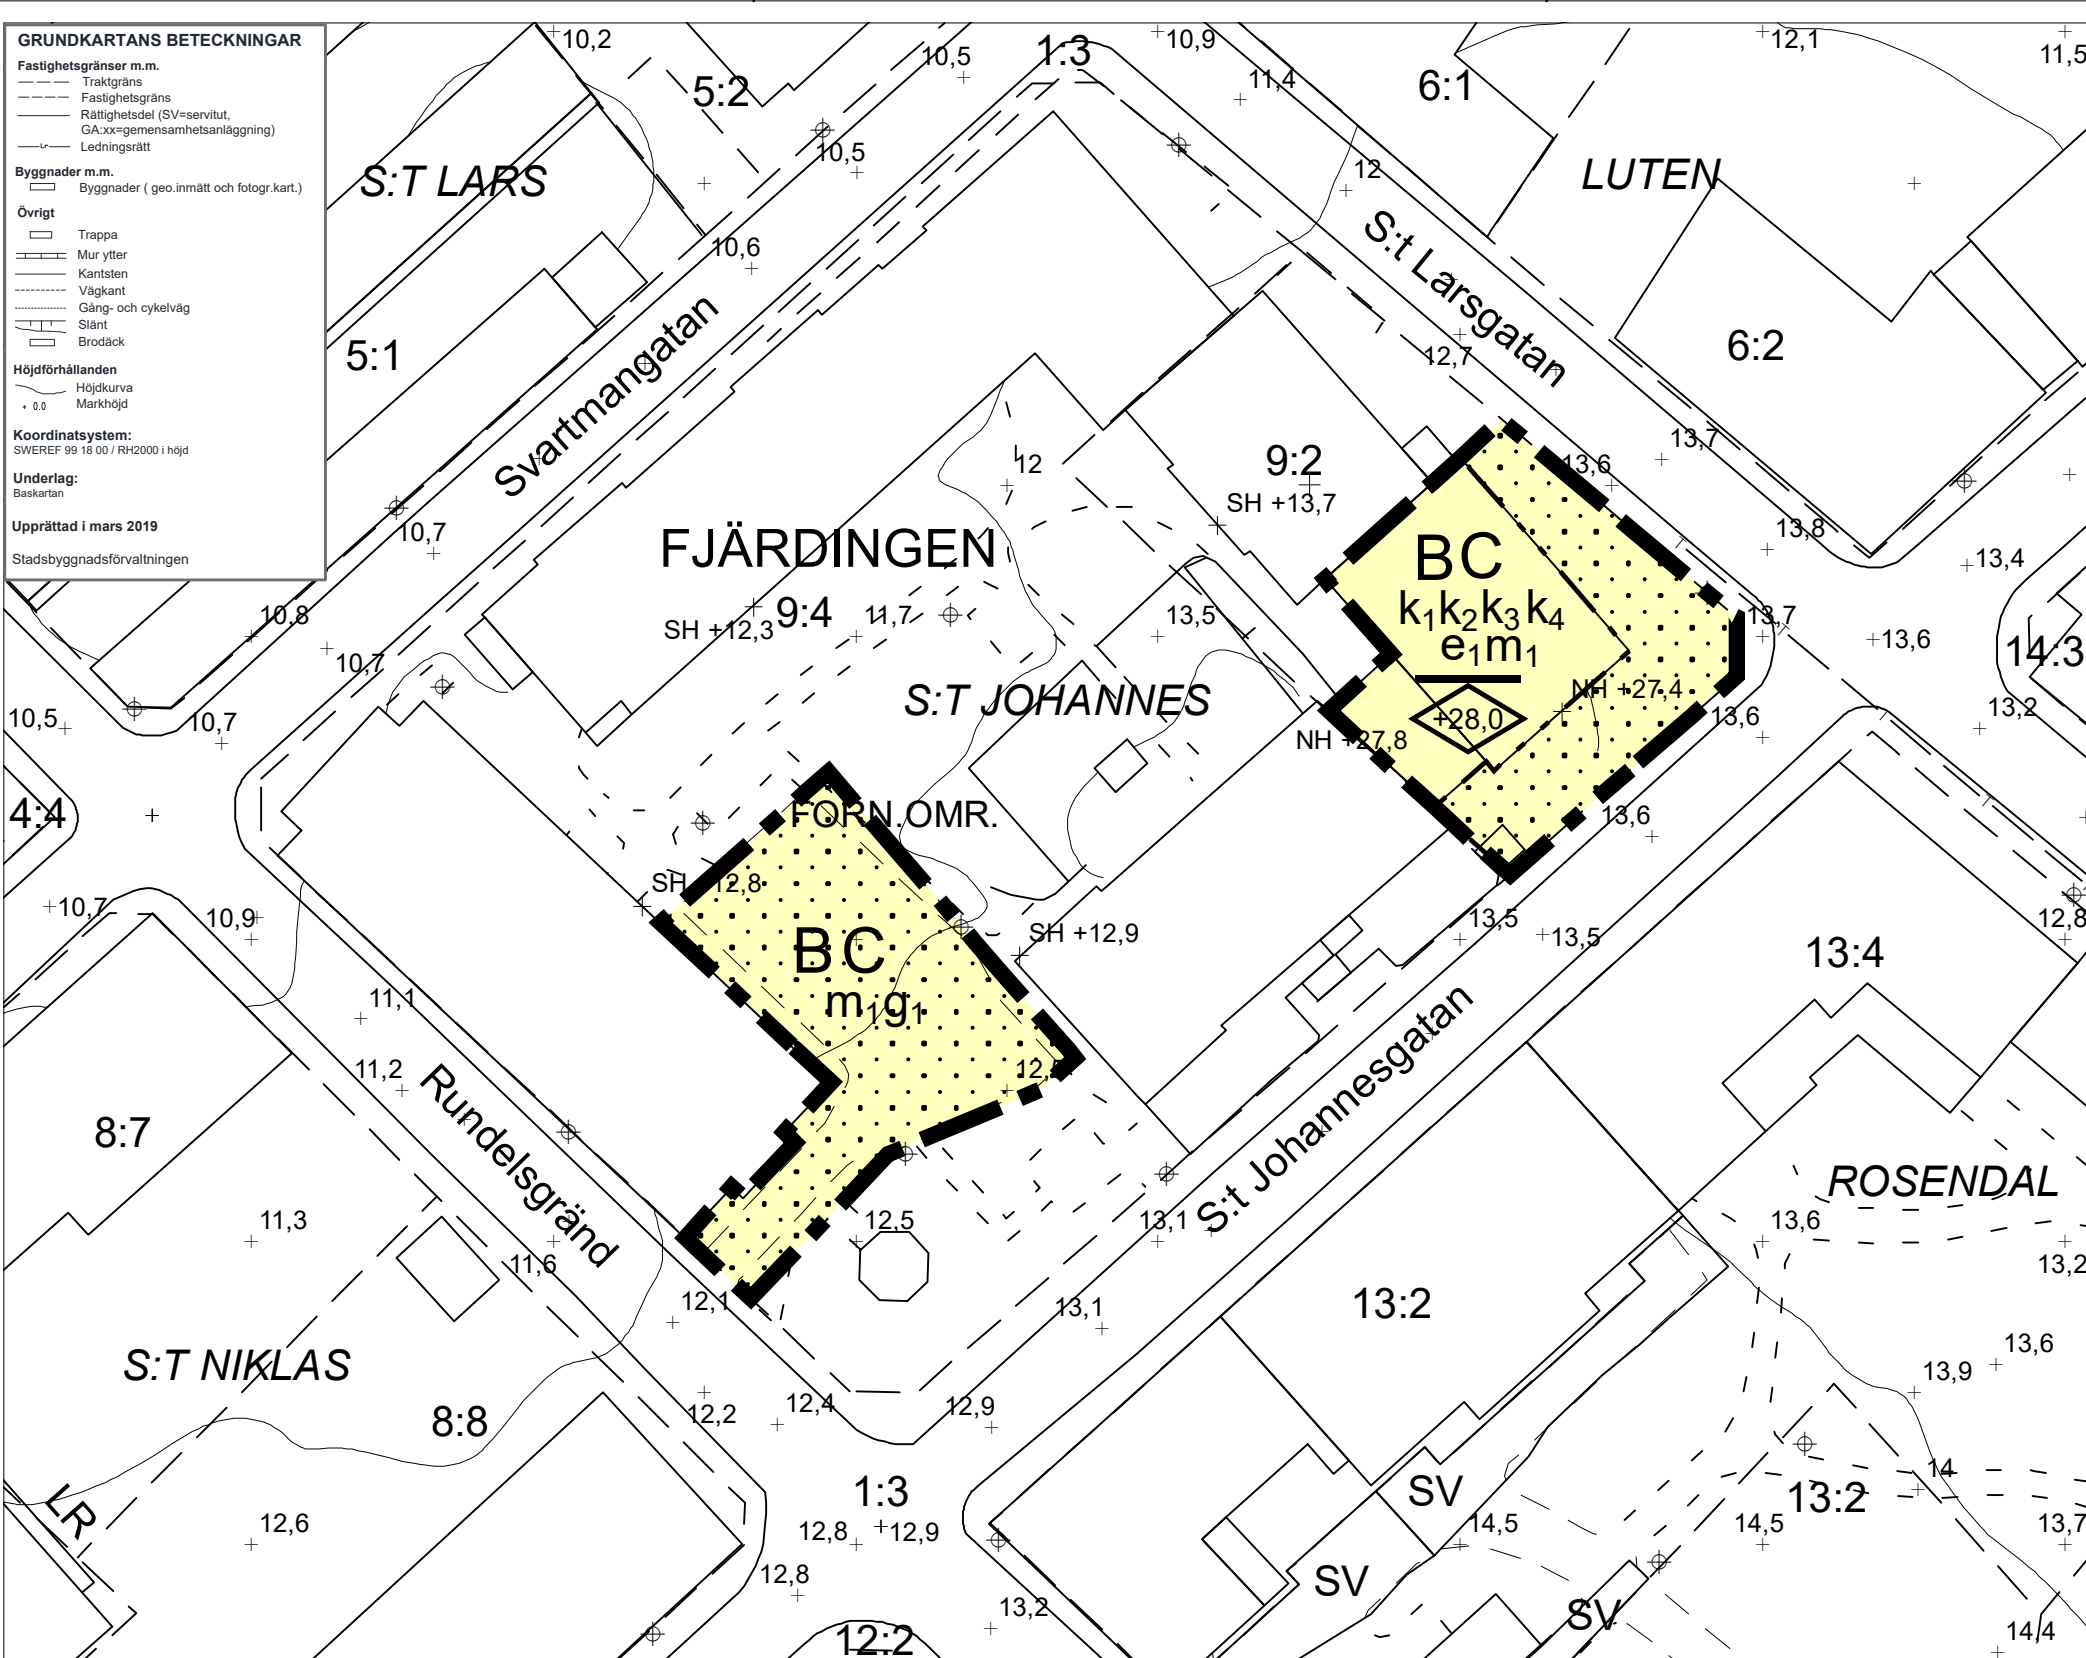 GRUNDKARTANS BETECKNINGAR
Fastighetsgränser m.m.
Traktgräns
Fastighetsgräns
Rättighetsdel (SV=servitut,
GA:xx=gemensamhetsanläggning)
Lr
Ledningsrätt
Byggnader m.m.
Byggnader ( geo.inmätt och fotogr.kart.)
Övrigt
Trappa
Mur ytter
Kantsten
Vägkant
Gång- och cykelväg
Slänt
Brodäck
Höjdförhållanden
Höjdkurva
+ 0.0 Markhöjd
Koordinatsystem:
SWEREF 99 18 00 / RH2000 i höjd
Underlag:
Baskartan
Upprättad i mars 2019
Stadsbyggnadsförvaltningen
10,2
10,5
1:3
10,9
12,1
11,5
5:2
11,4
6:1
10,5
S:T LARS
12
LUTEN
10,6
S:t Larsgatan
5:1
Svartmangatan
12,7
6:2
12
9:2
SH +13,7
13,6
13,7
10,7
FJÄRDINGEN
BC
13,8
13,4
10,8
9:4
SH +12,3
11,7
13,5
k1k2k3k4
e1m1
13,7
13,6
14:3
10,7
S:T JOHANNES
NH +27,4
+28,0
NH +27,8
13,6
13,2
10,5
10,7
4:4
FORN.OMR.
13,6
SH +12,8
10,7
10,9
BC
m1g1
SH +12,9
13,5
13,5
12,8
13:4
11,1
11,2
12,
8:7
Rundelsgränd
S:t Johannesgatan
ROSENDAL
11,3
11,6
12,5
13,1
13,6
13,2
12,1
13,1
13:2
S:T NIKLAS
13,6
13,9
8:8
12,2
12,4
12,9
14
LR
1:3
SV
13:2
12,6
12,8
12,9
14,5
14,5
13,7
12,8
SV
13,2
SV
12:2
14,4